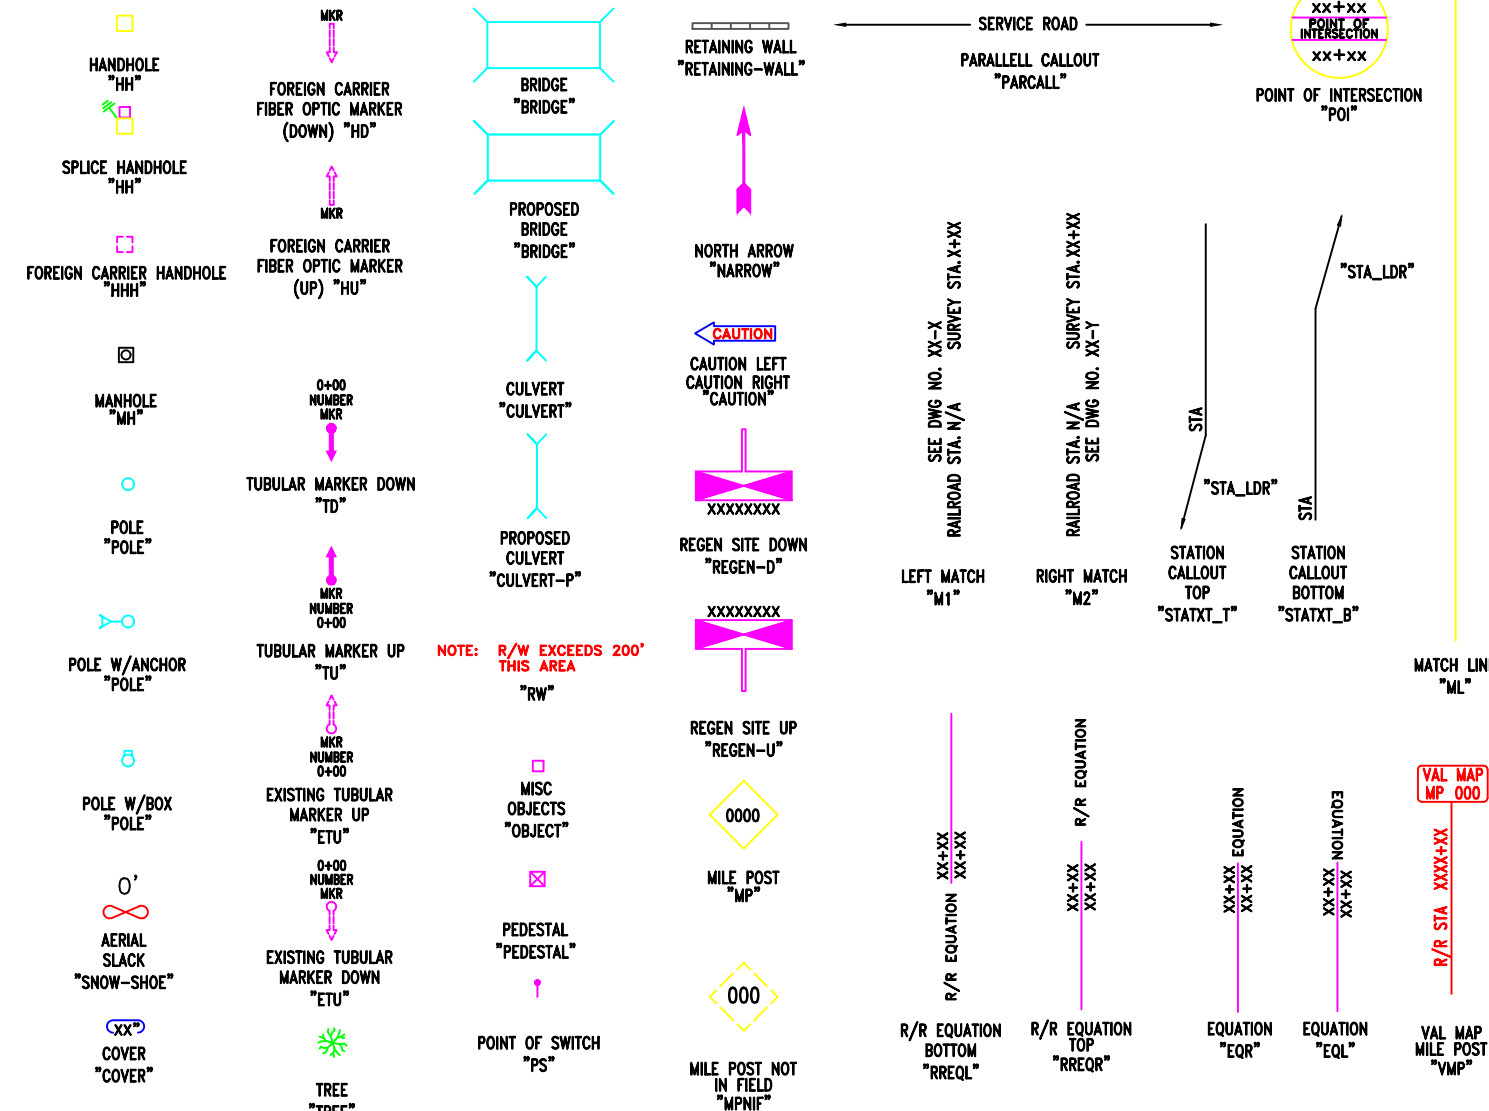 HANDHOLE
"HH"
SPLICE HANDHOLE
"HH"
FOREIGN CARRIER HANDHOLE
"HHH"
MANHOLE
"MH"
POLE
"POLE"
POLE W/ANCHOR
"POLE"
POLE W/BOX
"POLE"
0'
AERIAL
SLACK
"SNOW-SHOE"
XX"
COVER
"COVER"
MKR
FOREIGN CARRIER
FIBER OPTIC MARKER
(DOWN) "HD"
MKR
FOREIGN CARRIER
FIBER OPTIC MARKER
(UP) "HU"
0+00
NUMBER
MKR
TUBULAR MARKER DOWN
"TD"
MKR
NUMBER
0+00
TUBULAR MARKER UP
"TU"
MKR
NUMBER
0+00
EXISTING TUBULAR
MARKER UP
"ETU"
0+00
NUMBER
MKR
EXISTING TUBULAR
MARKER DOWN
"ETU"
TREE
"TREE"
BRIDGE
"BRIDGE"
PROPOSED
BRIDGE
"BRIDGE"
CULVERT
"CULVERT"
PROPOSED
CULVERT
"CULVERT-P"
NOTE: R/W EXCEEDS 200'
THIS AREA
"RW"
MISC
OBJECTS
"OBJECT"
PEDESTAL
"PEDESTAL"
POINT OF SWITCH
"PS"
RETAINING WALL
"RETAINING-WALL"
NORTH ARROW
"NARROW"
CAUTION
CAUTION LEFT
CAUTION RIGHT
"CAUTION"
XXXXXXXX
REGEN SITE DOWN
"REGEN-D"
XXXXXXXX
REGEN SITE UP
"REGEN-U"
0000
MILE POST
"MP"
000
MILE POST NOT
IN FIELD
"MPNIF"
SERVICE ROAD
PARALLELL CALLOUT
"PARCALL"
SEE DWG NO. XX-X
RAILROAD STA. N/A SURVEY STA. X+XX
LEFT MATCH
"M1"
RAILROAD STA. N/A SURVEY STA. XX+XX
SEE DWG NO. XX-Y
RIGHT MATCH
"M2"
STA
"STA_LDR"
STATION
CALLOUT
TOP
"STATXT_T"
"STA_LDR"
STA
STATION
CALLOUT
BOTTOM
"STATXT_B"
XX+XX
POINT OF
INTERSECTION
XX+XX
POINT OF INTERSECTION
"POI"
MATCH LIN
"ML"
XX+XX
XX+XX
R/R EQUATION
R/R EQUATION
BOTTOM
"RREQL"
R/R EQUATION
XX+XX
XX+XX
R/R EQUATION
TOP
"RREQR"
EQUATION
XX+XX
XX+XX
EQUATION
"EQR"
EQUATION
XX+XX
XX+XX
EQUATION
"EQL"
VAL MAP
MP 000
R/R STA XXXX+XX
VAL MAP
MILE POST
"VMP"